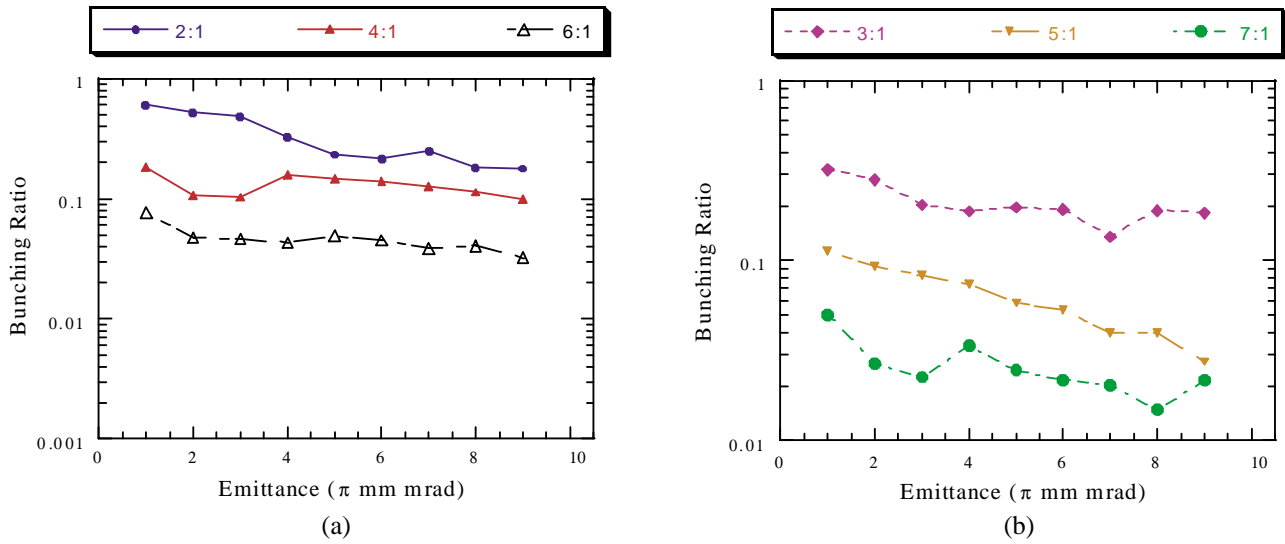 2:1 4:1 6:1
1
0.1
0.01
0.001
Bunching Ratio
0 2 4 6 8 10
Emittance (π mm mrad)
(a)
3:1 5:1 7:1
1
0.1
0.01
Bunching Ratio
0 2 4 6 8 10
Emittance (π mm mrad)
(b)